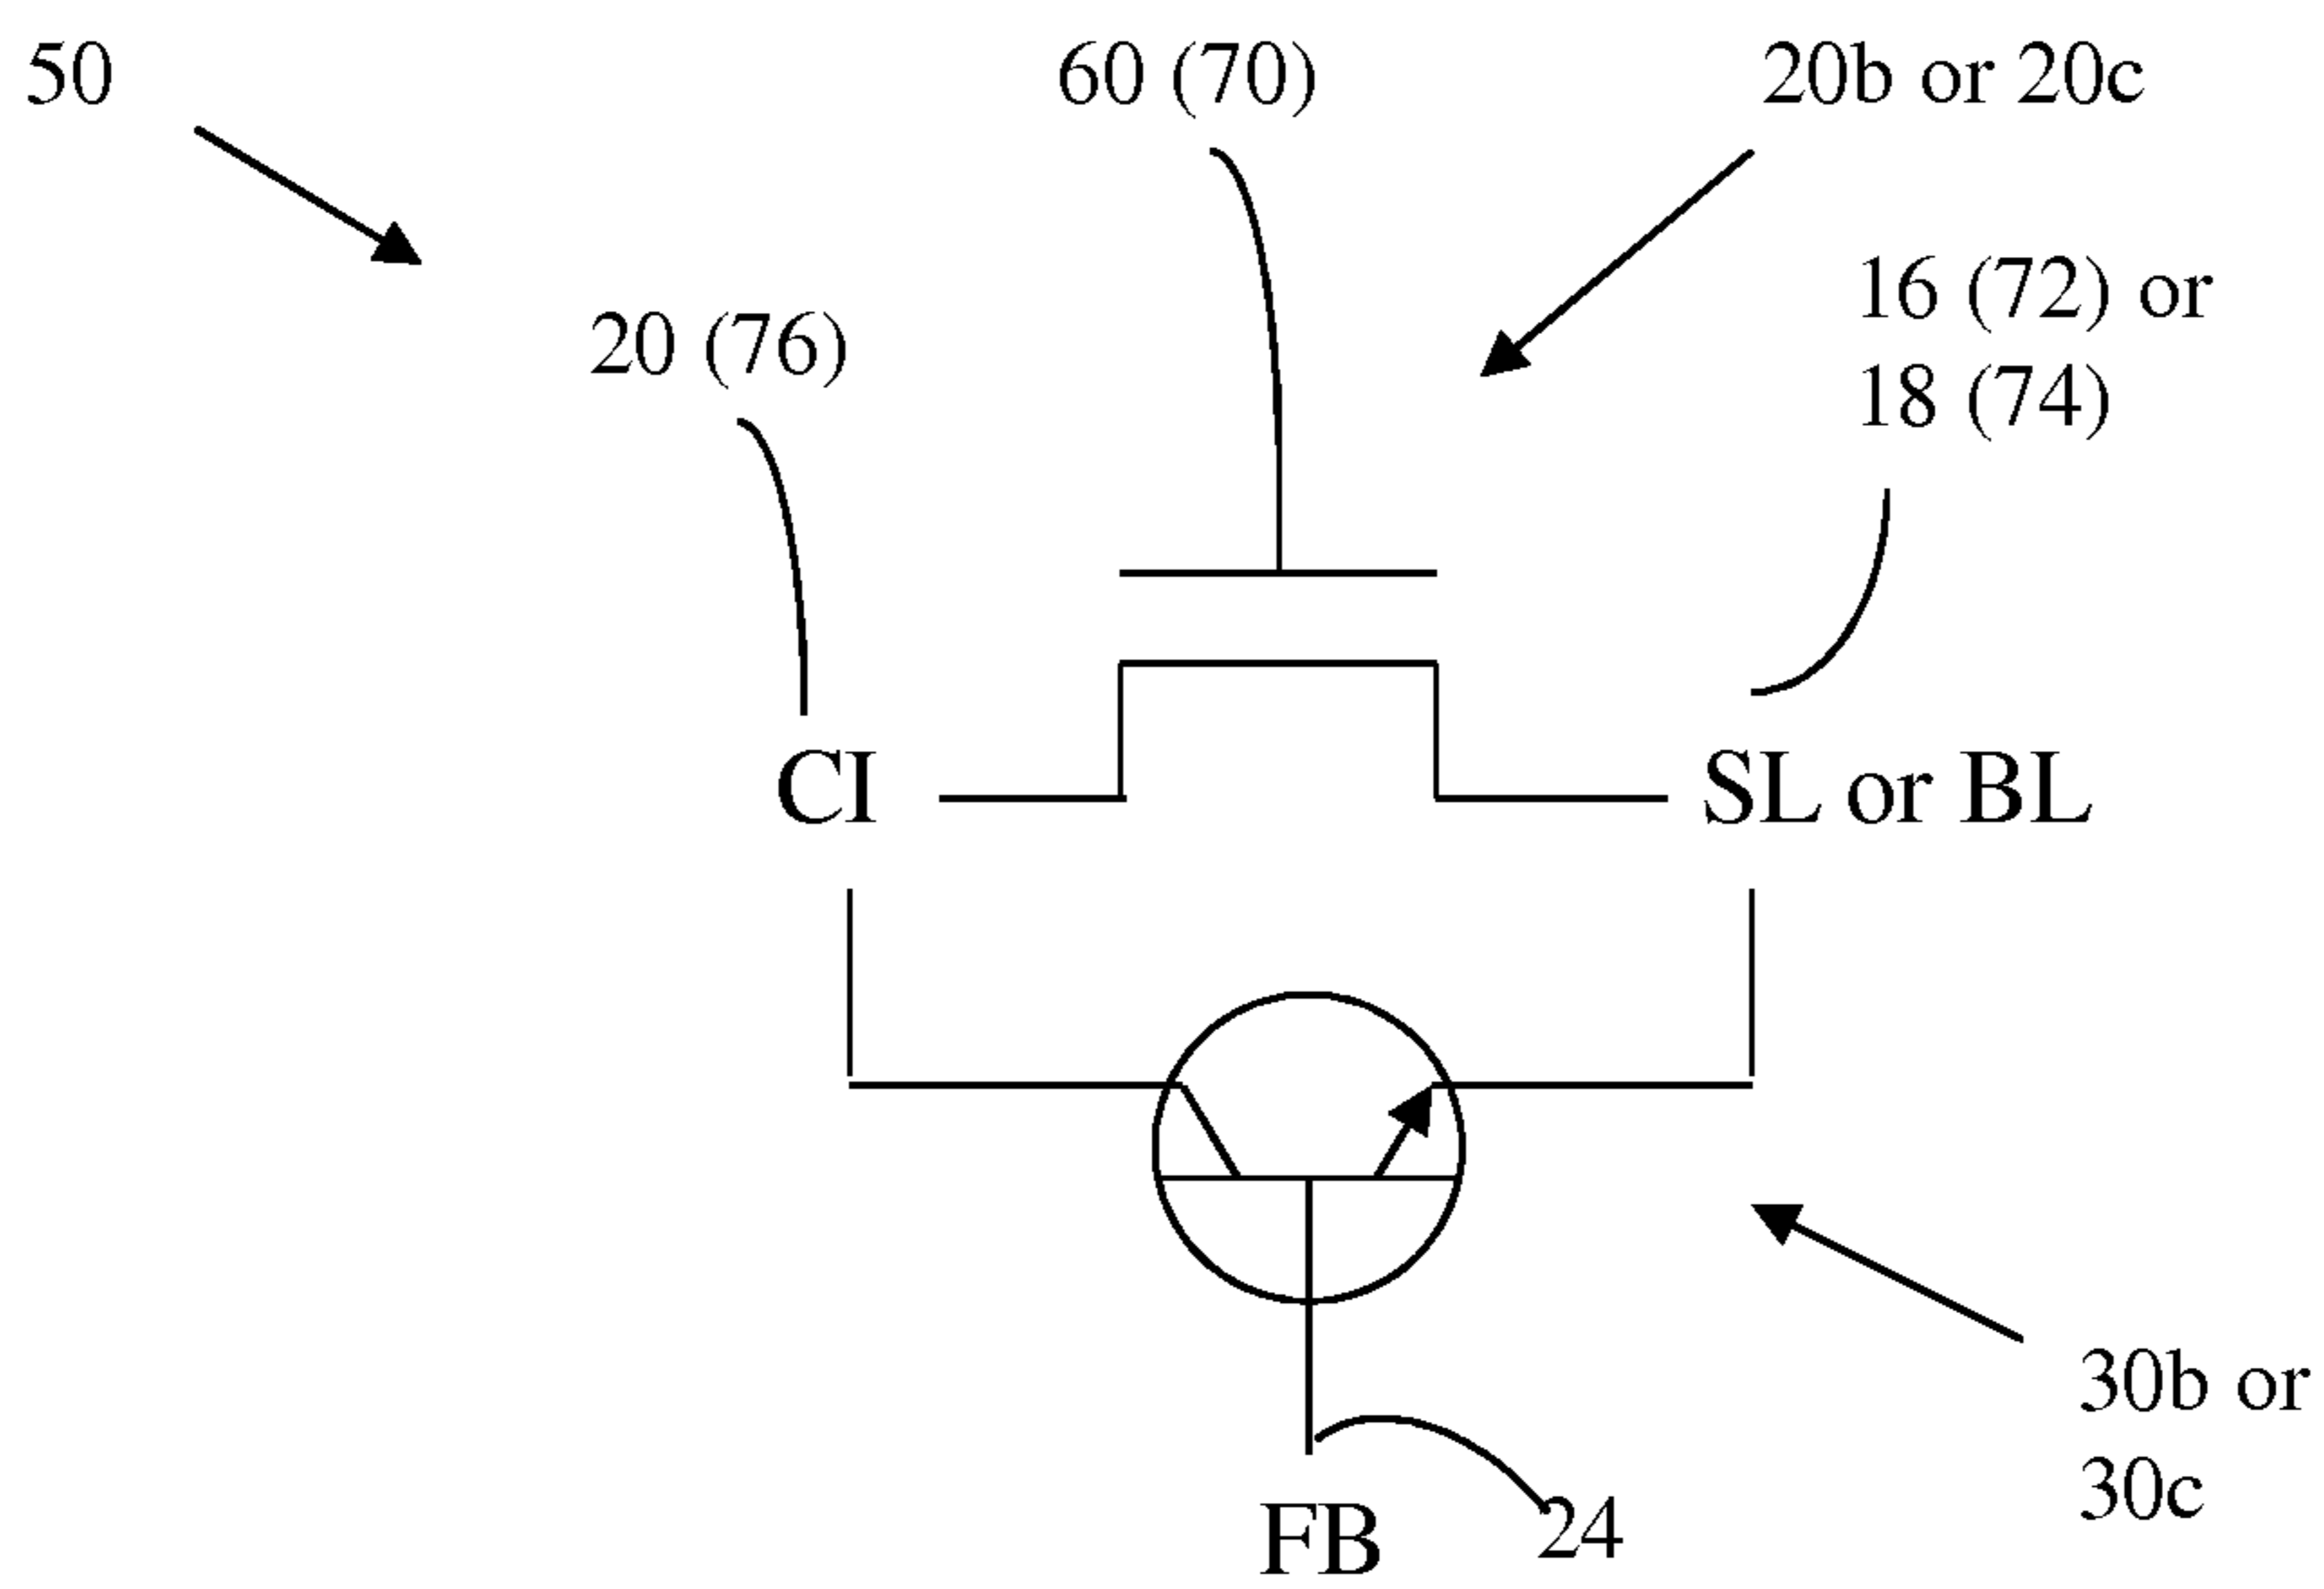 50
60 (70)
20b or 20c
16 (72) or
18 (74)
20 (76)
CI
SL or BL
30b or
30c
FB
24